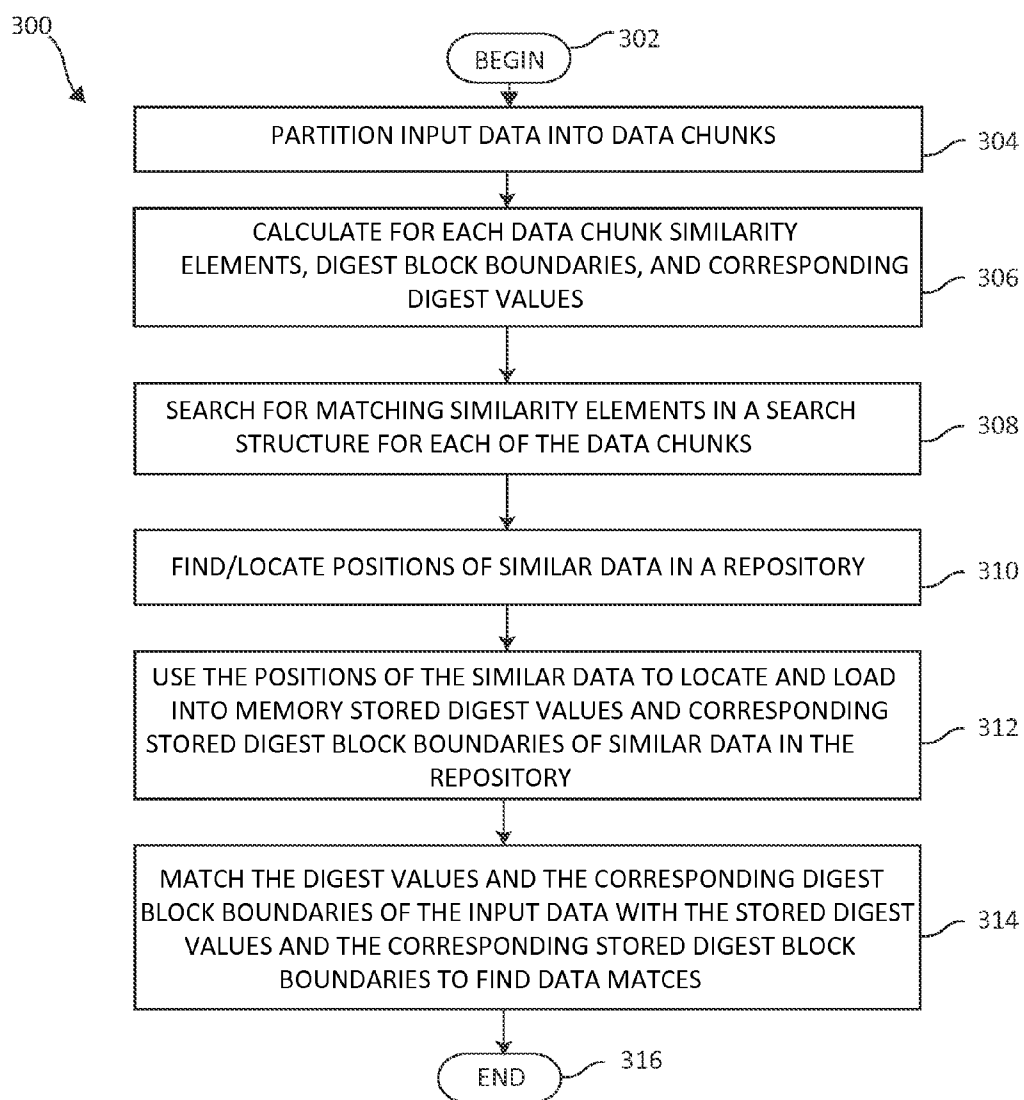 300
BEGIN
302
PARTITION INPUT DATA INTO DATA CHUNKS
304
CALCULATE FOR EACH DATA CHUNK SIMILARITY
ELEMENTS, DIGEST BLOCK BOUNDARIES, AND CORRESPONDING
DIGEST VALUES
306
SEARCH FOR MATCHING SIMILARITY ELEMENTS IN A SEARCH
STRUCTURE FOR EACH OF THE DATA CHUNKS
308
FIND/LOCATE POSITIONS OF SIMILAR DATA IN A REPOSITORY
310
USE THE POSITIONS OF THE SIMILAR DATA TO LOCATE AND LOAD
INTO MEMORY STORED DIGEST VALUES AND CORRESPONDING
STORED DIGEST BLOCK BOUNDARIES OF SIMILAR DATA IN THE
REPOSITORY
312
MATCH THE DIGEST VALUES AND THE CORRESPONDING DIGEST
BLOCK BOUNDARIES OF THE INPUT DATA WITH THE STORED DIGEST
VALUES AND THE CORRESPONDING STORED DIGEST BLOCK
BOUNDARIES TO FIND DATA MATCES
314
END
316